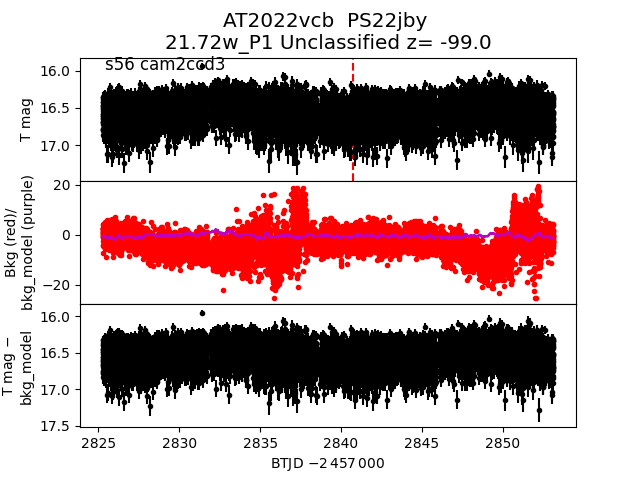 AT2022vcb PS22jby
21.72w_P1 Unclassified z= -99.0
s56 cam2ccd3
T mag
16.0
16.5
17.0
Bkg (red)/
bkg_model (purple)
20
0
−20
T mag −
bkg_model
16.0
16.5
17.0
17.5
2825 2830 2835 2840 2845 2850
BTJD −2 457 000